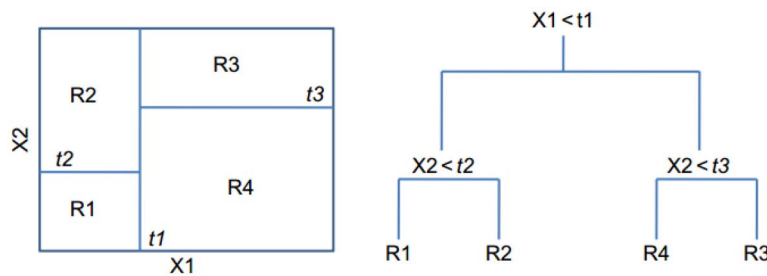 X1 < t1
R3
R2
t3
X2
t2
X2 < t2
X2 < t3
R4
R1
t1
R1
R2
R4
R3
X1